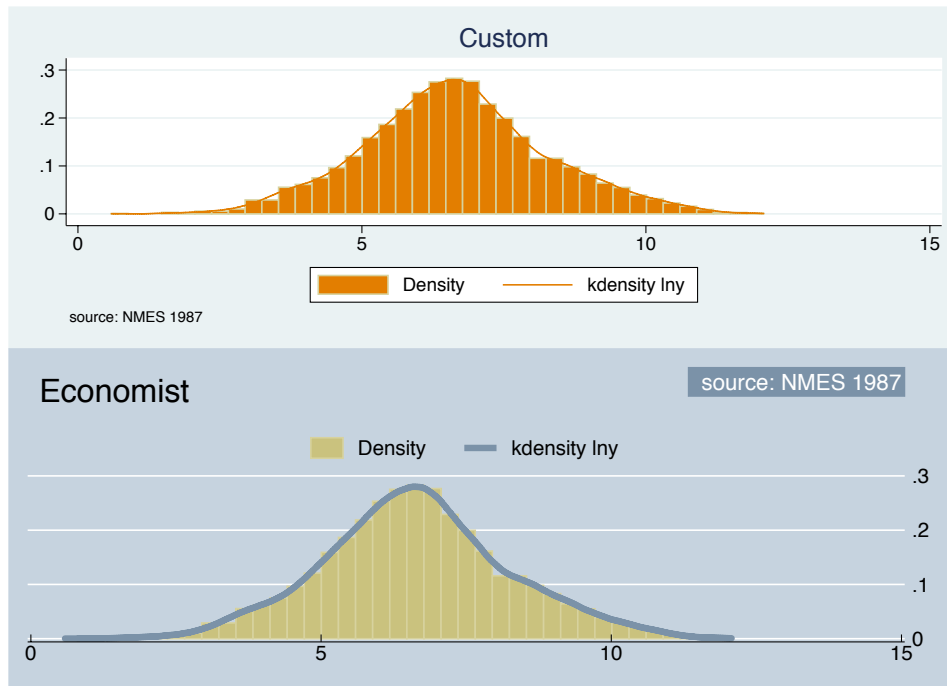 Custom
.3
.2
.1
0
0 5 10 15
Density kdensity lny
source: NMES 1987
Economist
source: NMES 1987
Density kdensity lny
.3
.2
.1
0
0 5 10 15